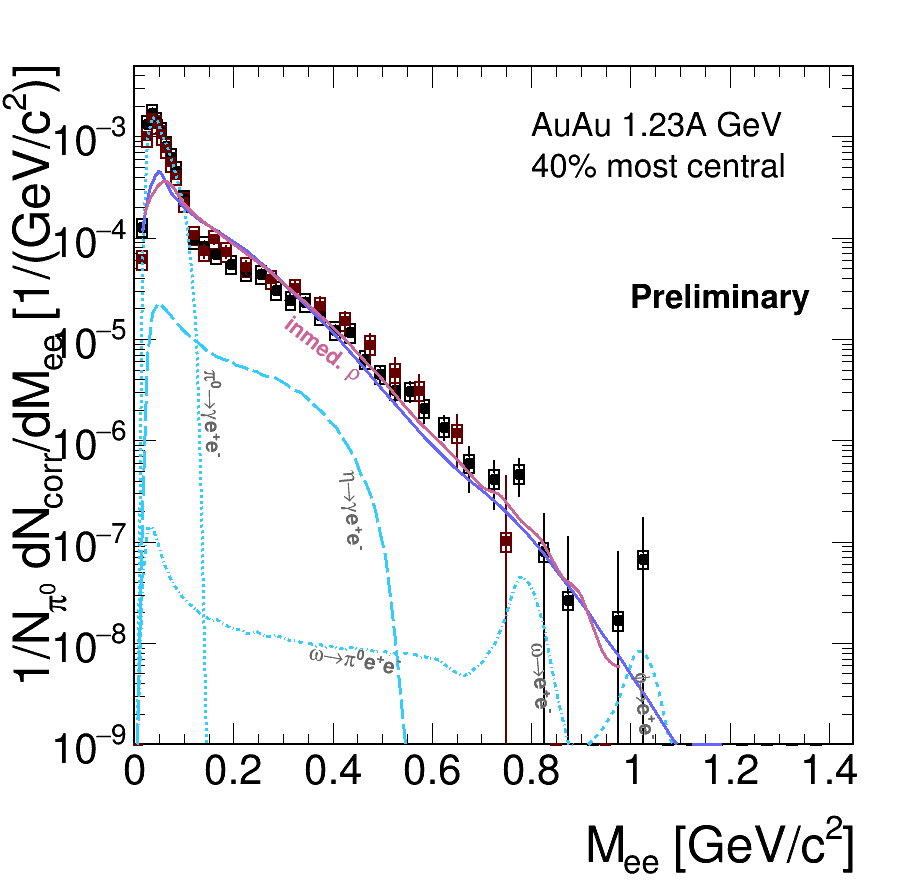 AuAu 1.23A GeV
40% most central
Preliminary
1/N_π⁰ dN_corr/dM_ee [1/(GeV/c²)]
10⁻³
10⁻⁴
10⁻⁵
10⁻⁶
10⁻⁷
10⁻⁸
10⁻⁹
inmed. ρ
π⁰→γe⁺e⁻
η→γe⁺e⁻
ω→π⁰e⁺e⁻
ω→e⁺e⁻
ϕ→e⁺e⁻
0 0.2 0.4 0.6 0.8 1 1.2 1.4
M_ee [GeV/c²]